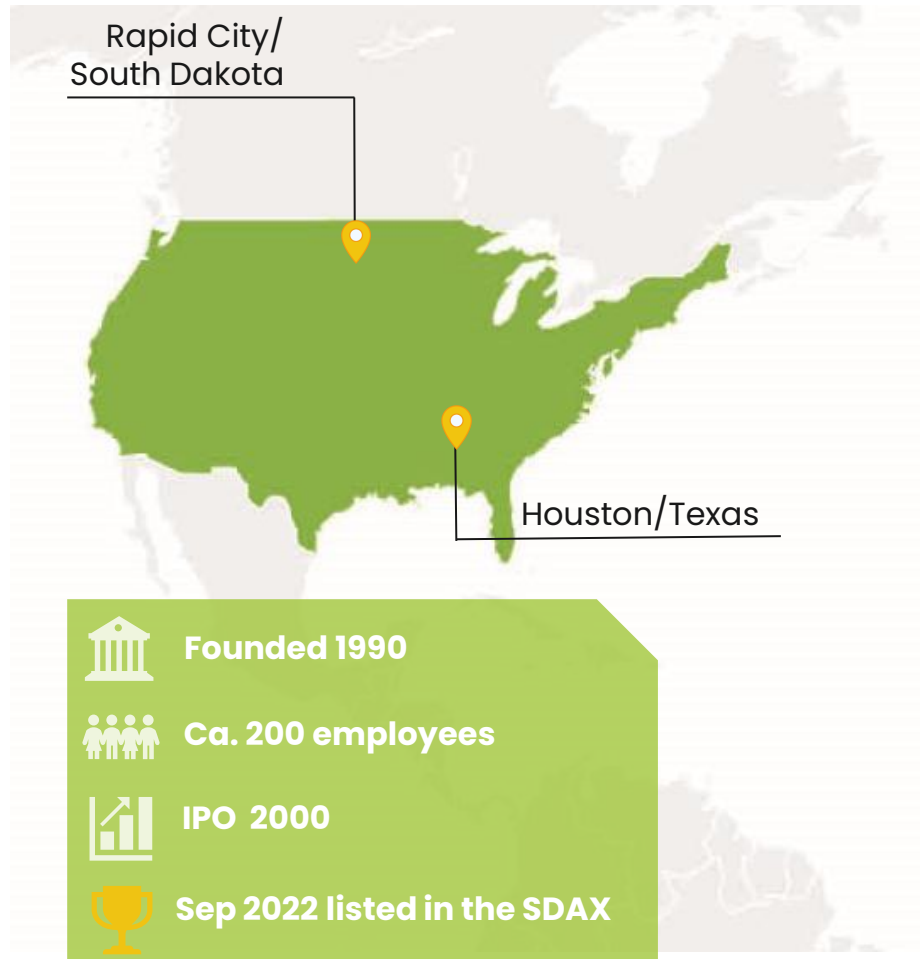 Rapid City/
South Dakota
Houston/Texas
Founded 1990
Ca. 200 employees
IPO 2000
Sep 2022 listed in the SDAX